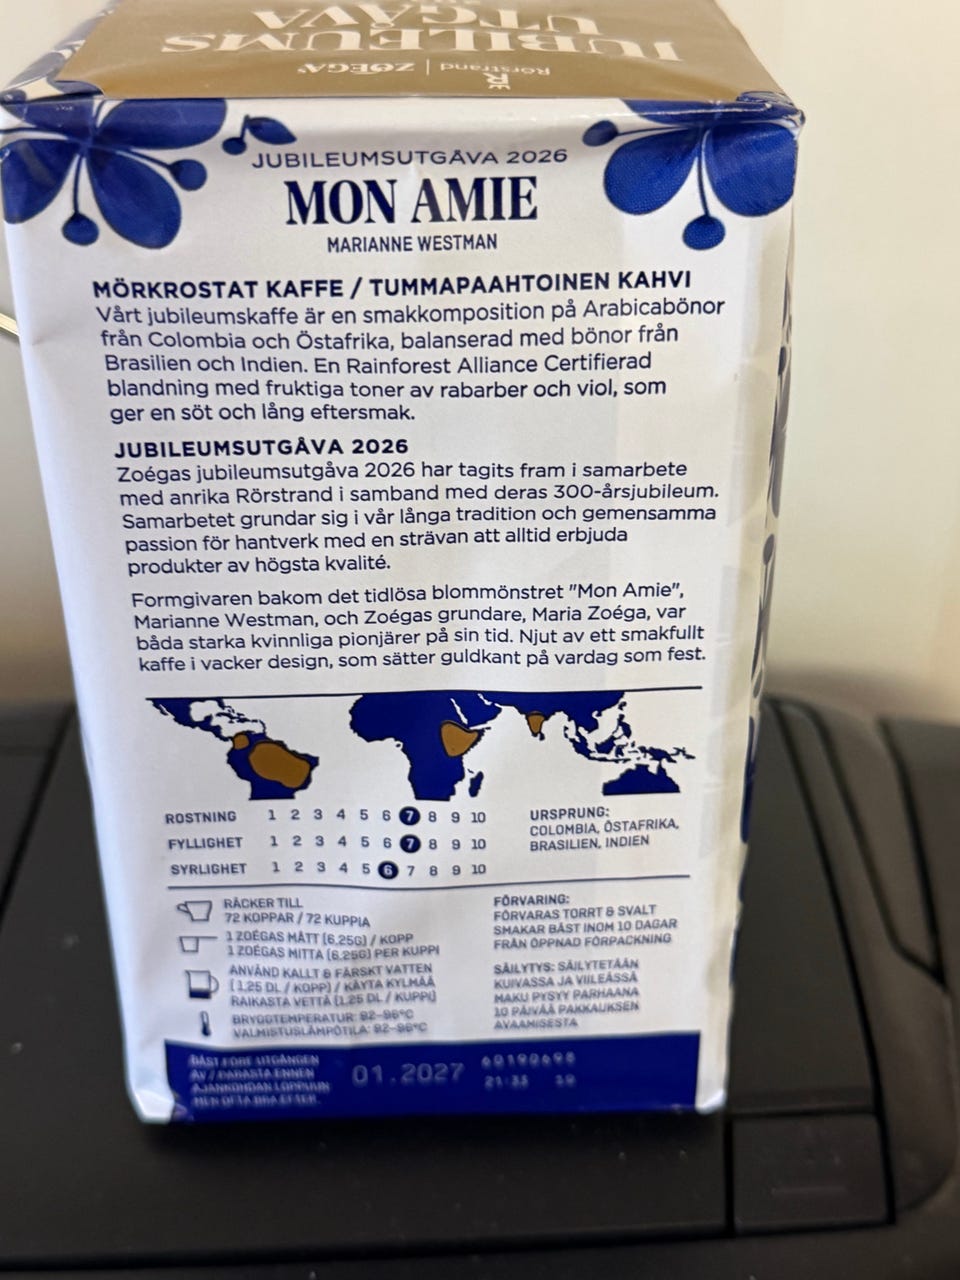 JUBILEUMS
UTGÅVA
Rörstrand | ZOÉGAS
JUBILEUMSUTGÅVA 2026
MON AMIE
MARIANNE WESTMAN
MÖRKROSTAT KAFFE / TUMMAPAAHTOINEN KAHVI
Vårt jubileumskaffe är en smakkomposition på Arabicabönor
från Colombia och Östafrika, balanserad med bönor från
Brasilien och Indien. En Rainforest Alliance Certifierad
blandning med fruktiga toner av rabarber och viol, som
ger en söt och lång eftersmak.
JUBILEUMSUTGÅVA 2026
Zoégas jubileumsutgåva 2026 har tagits fram i samarbete
med anrika Rörstrand i samband med deras 300-årsjubileum.
Samarbetet grundar sig i vår långa tradition och gemensamma
passion för hantverk med en strävan att alltid erbjuda
produkter av högsta kvalité.
Formgivaren bakom det tidlösa blommönstret "Mon Amie",
Marianne Westman, och Zoégas grundare, Maria Zoéga, var
båda starka kvinnliga pionjärer på sin tid. Njut av ett smakfullt
kaffe i vacker design, som sätter guldkant på vardag som fest.
ROSTNING 1 2 3 4 5 6 7 8 9 10
FYLLIGHET 1 2 3 4 5 6 7 8 9 10
SYRLIGHET 1 2 3 4 5 6 7 8 9 10
URSPRUNG:
COLOMBIA, ÖSTAFRIKA,
BRASILIEN, INDIEN
RÄCKER TILL
72 KOPPAR / 72 KUPPIA
1 ZOÉGAS MÅTT (6,25G) / KOPP
1 ZOÉGAS MITTA (6,25G) PER KUPPI
ANVÄND KALLT & FÄRSKT VATTEN
(1,25 DL / KOPP) / KÄYTÄ KYLMÄÄ
RAIKASTA VETTÄ (1,25 DL / KUPPI)
BRYGGTEMPERATUR: 92-96°C
VALMISTUSLÄMPÖTILA: 92-96°C
FÖRVARING:
FÖRVARAS TORRT & SVALT
SMAKAR BÄST INOM 10 DAGAR
FRÅN ÖPPNAD FÖRPACKNING
SÄILYTYS: SÄILYTETÄÄN
KUIVASSA JA VIILEÄSSÄ
MAKU PYSYY PARHAANA
10 PÄIVÄÄ PAKKAUKSEN
AVAAMISESTA
BÄST FÖRE UTGÅNGEN
AV / PARASTA ENNEN
AJANKOHDAN LOPPUUN
MEN OFTA BRA EFTER.
01.2027
60190698
21:33 10